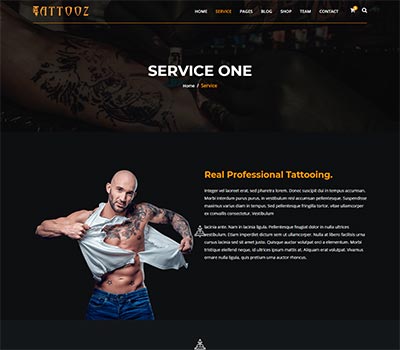 TATTOOZ
HOME SERVICE PAGES BLOG SHOP TEAM CONTACT
SERVICE ONE
Home / Service
Real Professional Tattooing.
Integer vel laoreet erat, sed pharetra lorem. Donec suscipit dui in tempus accumsan.
Morbi interdum purus purus, in vestibulum nisl accumsan pellentesque. Suspendisse
maximus varius diam in tempus. Sed pellentesque fringilla tortor, vitae ullamcorper
ex convallis consectetur. Vestibulum
lacinia ante. Nam in lacinia ligula. Pellentesque feugiat dolor in nulla ultrices
vestibulum. Etiam imperdiet dictum sem ut ullamcorper. Nulla at libero facilisis urna
cursus lacinia sed sit amet justo. Quisque auctor volutpat orci a elementum. Morbi
tristique eleifend neque, id dapibus ipsum mattis at. Aliquam erat volutpat. Vivamus
ornare nulla ligula, quis pretium urna auctor rhoncus.